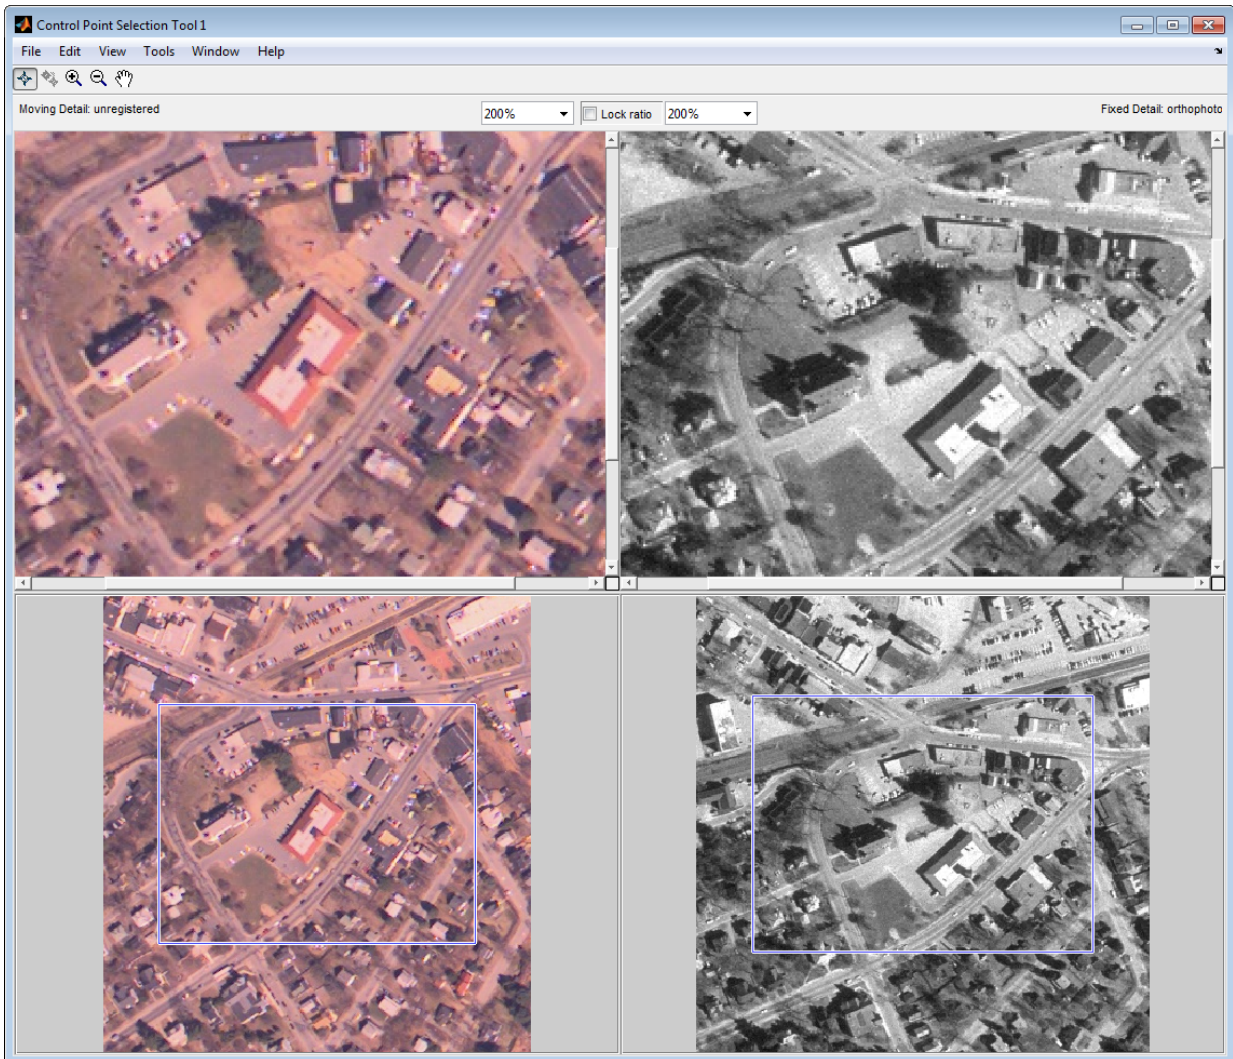 Control Point Selection Tool 1
File Edit View Tools Window Help
Moving Detail: unregistered 200% Lock ratio 200% Fixed Detail: orthophoto